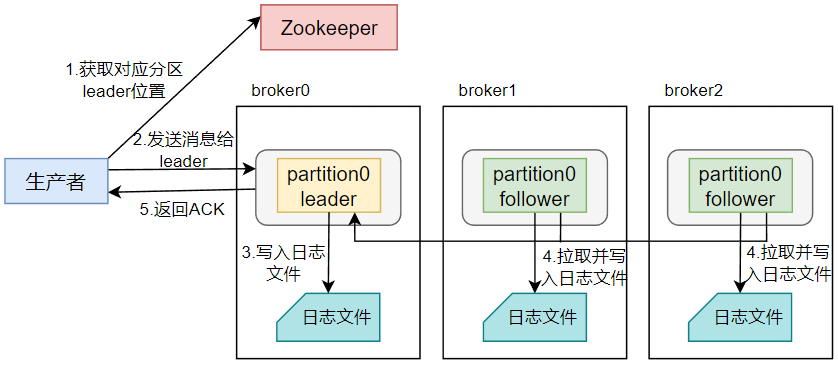 Zookeeper
1.获取对应分区
leader位置
broker0
broker1
broker2
2.发送消息给
leader
生产者
partition0
leader
partition0
follower
partition0
follower
5.返回ACK
3.写入日志
文件
4.拉取并写
入日志文件
4.拉取并写
入日志文件
日志文件
日志文件
日志文件